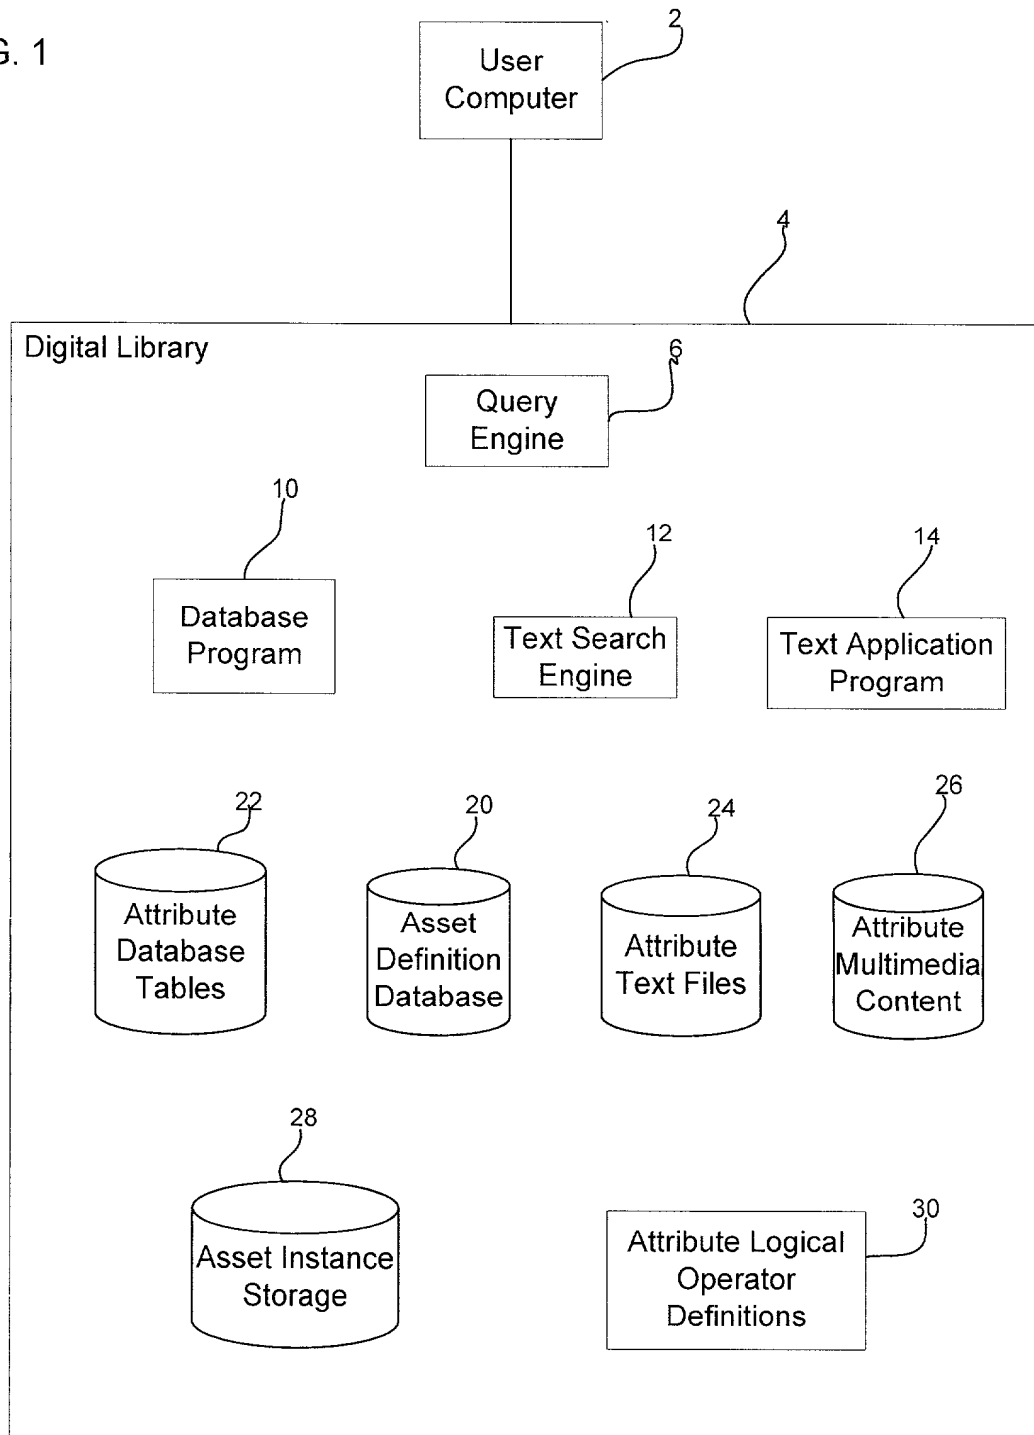 G. 1
2
User
Computer
4
Digital Library
6
Query
Engine
10
Database
Program
12
Text Search
Engine
14
Text Application
Program
22
Attribute
Database
Tables
20
Asset
Definition
Database
24
Attribute
Text Files
26
Attribute
Multimedia
Content
28
Asset Instance
Storage
30
Attribute Logical
Operator
Definitions